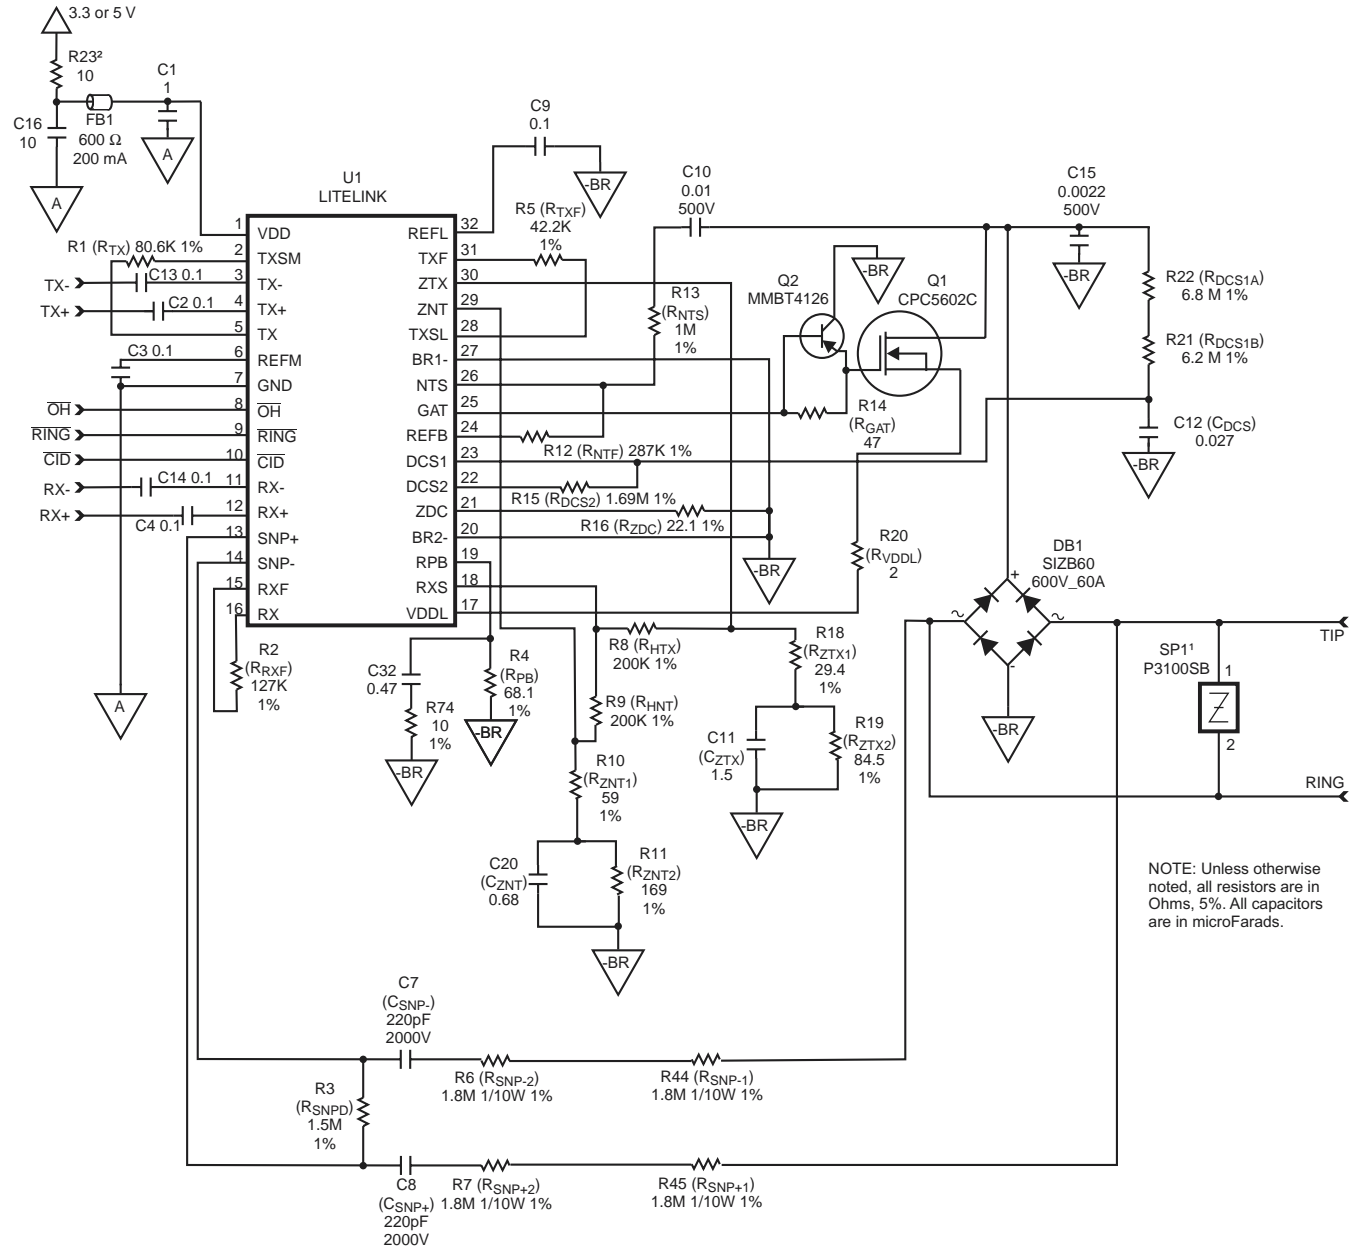 3.3 or 5 V
R23²
10
C1
1
C16
10
FB1
600 Ω
200 mA
A
A
C9
0.1
-BR
U1
LITELINK
1 VDD
2 TXSM
3 TX-
4 TX+
5 TX
6 REFM
7 GND
8 O̅H̅
9 R̅I̅N̅G̅
10 C̅I̅D̅
11 RX-
12 RX+
13 SNP+
14 SNP-
15 RXF
16 RX
REFL 32
TXF 31
ZTX 30
ZNT 29
TXSL 28
BR1- 27
NTS 26
GAT 25
REFB 24
DCS1 23
DCS2 22
ZDC 21
BR2- 20
RPB 19
RXS 18
VDDL 17
R1 (RTX) 80.6K 1%
TX-
C13 0.1
TX+
C2 0.1
C3 0.1
O̅H̅
R̅I̅N̅G̅
C̅I̅D̅
RX-
C14 0.1
RX+
C4 0.1
A
R2
(RRXF)
127K
1%
R5 (RTXF)
42.2K
1%
C10
0.01
500V
R13
(RNTS)
1M
1%
Q2
MMBT4126
-BR
Q1
CPC5602C
C15
0.0022
500V
-BR
R22 (RDCS1A)
6.8 M 1%
R21 (RDCS1B)
6.2 M 1%
C12 (CDCS)
0.027
-BR
R14
(RGAT)
47
R12 (RNTF) 287K 1%
R15 (RDCS2) 1.69M 1%
R16 (RZDC) 22.1 1%
-BR
R20
(RVDDL)
2
DB1
SIZB60
600V_60A
+
~
~
-
-BR
TIP
SP1¹
P3100SB
1
2
RING
C32
0.47
R74
10
1%
-BR
R4
(RPB)
68.1
1%
-BR
R8 (RHTX)
200K 1%
R9 (RHNT)
200K 1%
R10
(RZNT1)
59
1%
C20
(CZNT)
0.68
R11
(RZNT2)
169
1%
-BR
R18
(RZTX1)
29.4
1%
C11
(CZTX)
1.5
R19
(RZTX2)
84.5
1%
-BR
NOTE: Unless otherwise
noted, all resistors are in
Ohms, 5%. All capacitors
are in microFarads.
C7
(CSNP-)
220pF
2000V
R6 (RSNP-2)
1.8M 1/10W 1%
R44 (RSNP-1)
1.8M 1/10W 1%
R3
(RSNPD)
1.5M
1%
C8
(CSNP+)
220pF
2000V
R7 (RSNP+2)
1.8M 1/10W 1%
R45 (RSNP+1)
1.8M 1/10W 1%